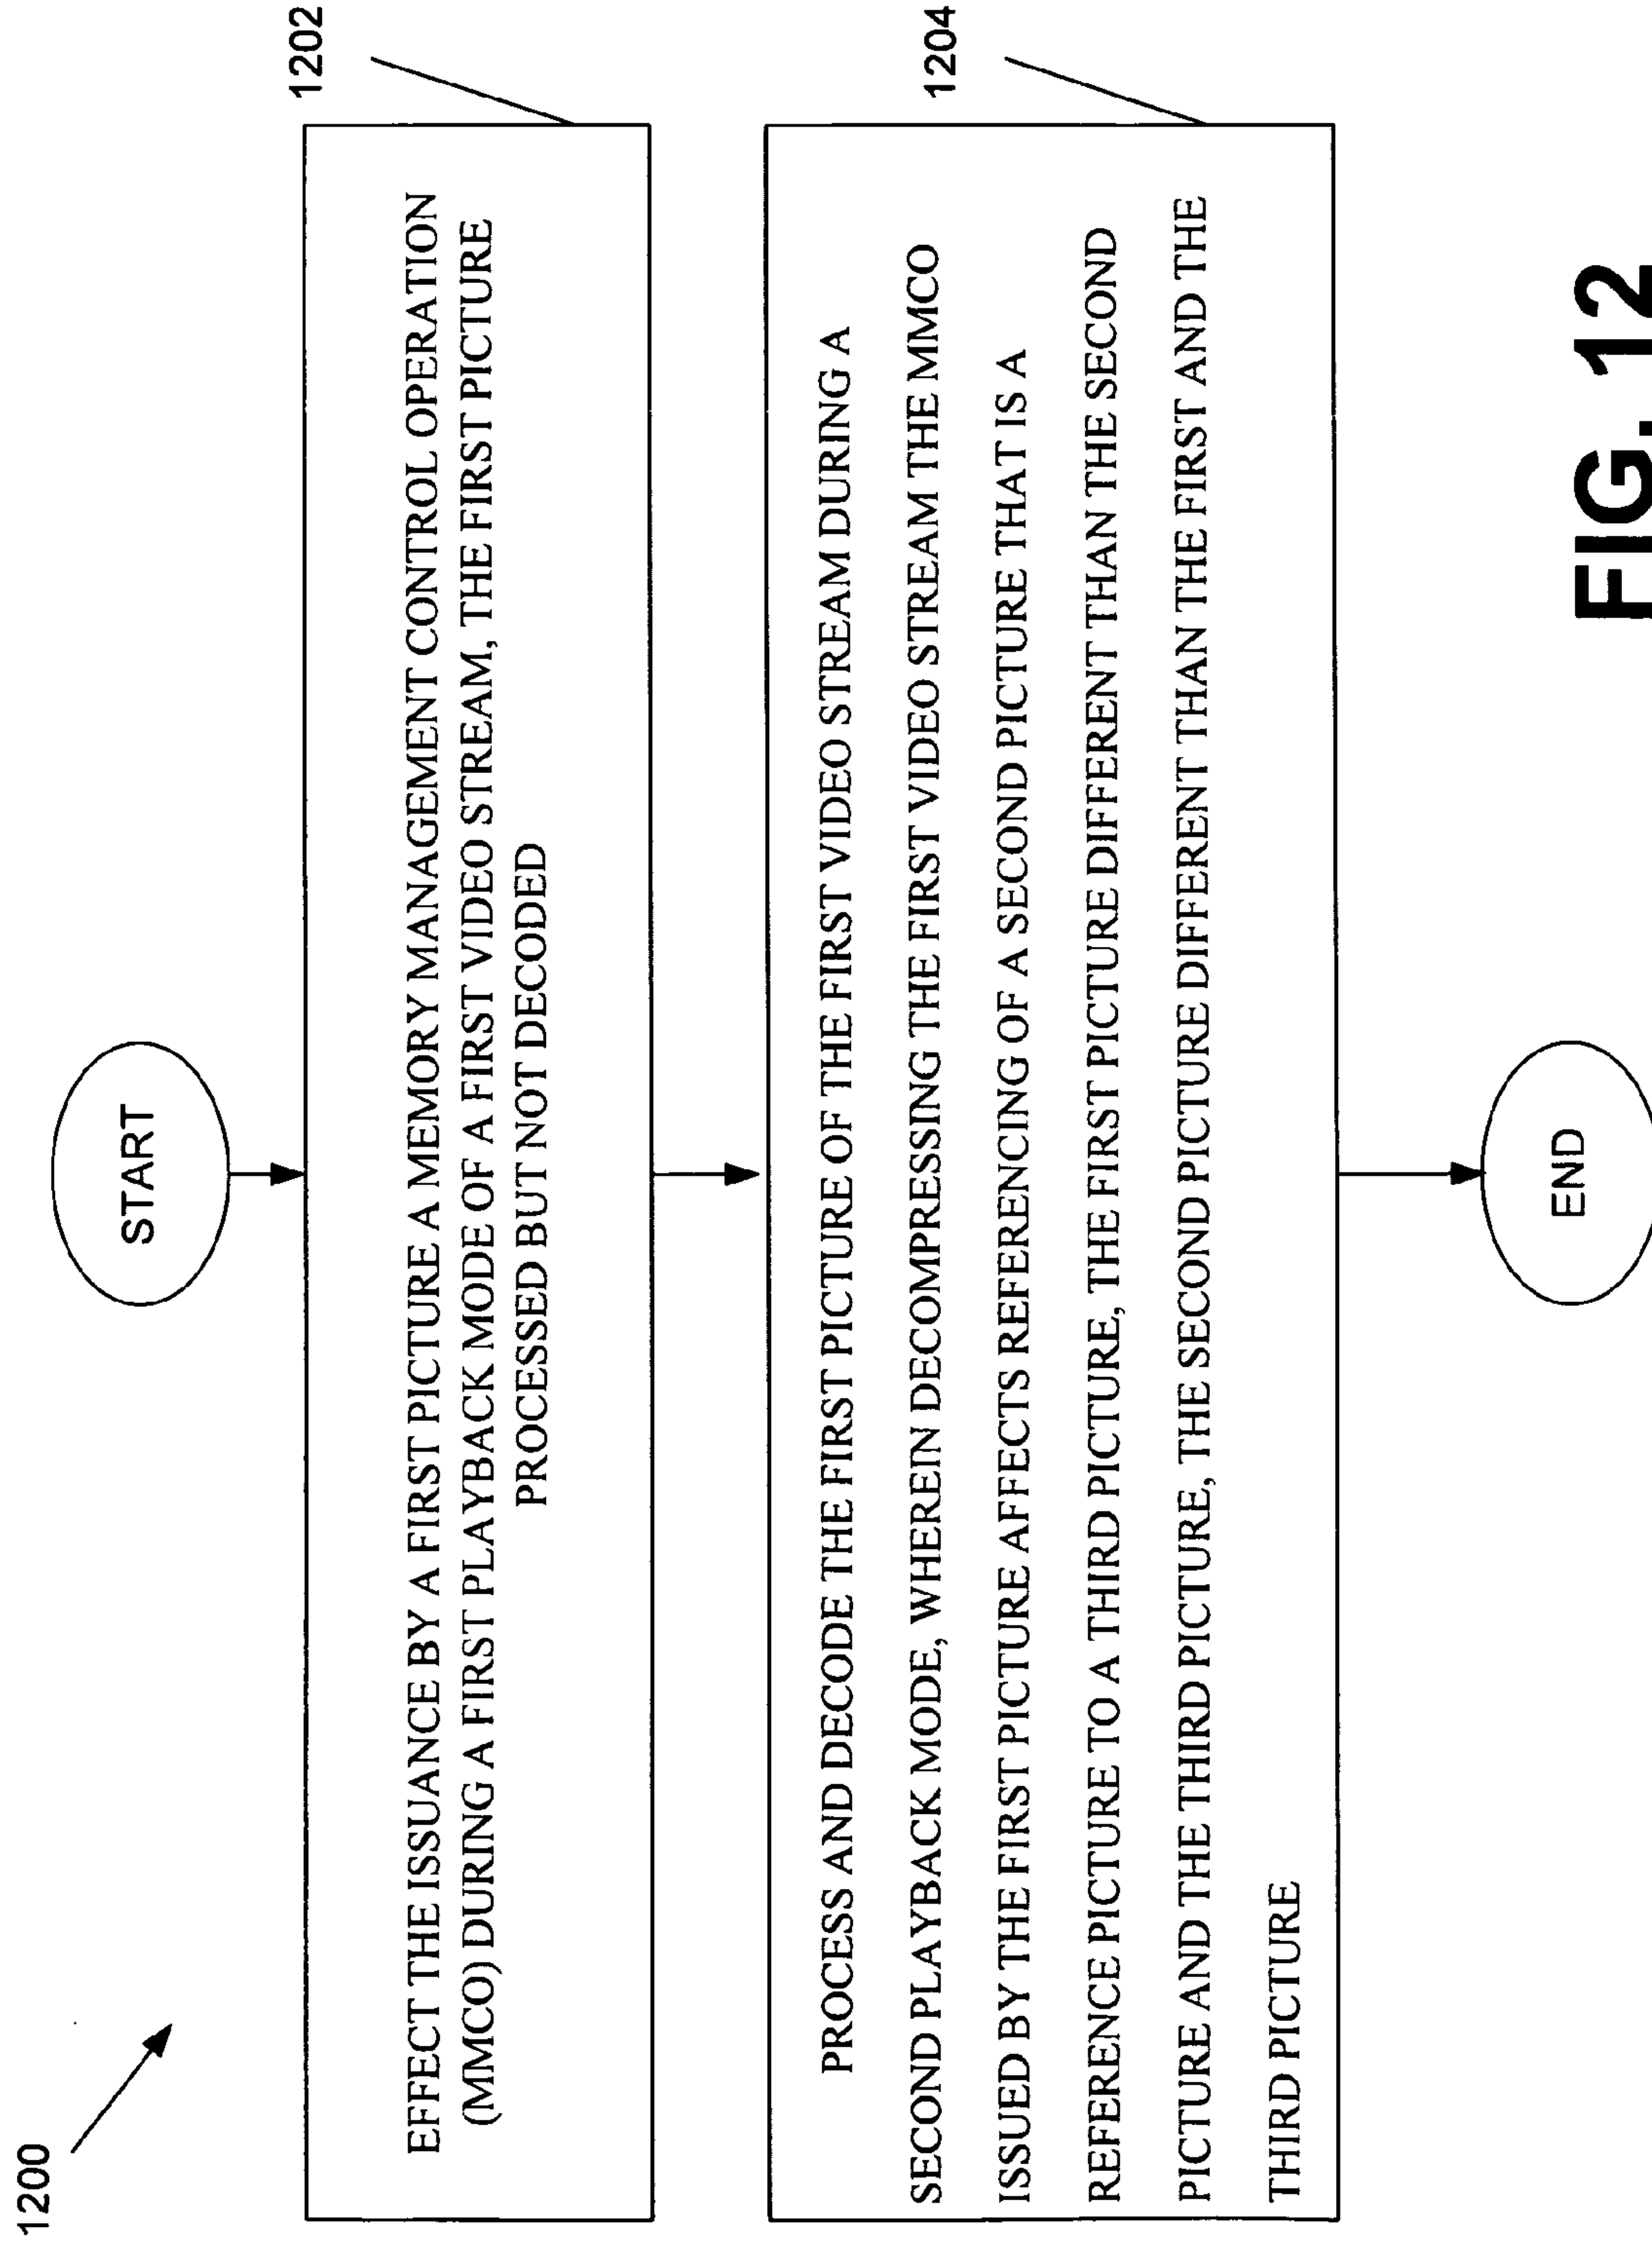 1200
START
EFFECT THE ISSUANCE BY A FIRST PICTURE A MEMORY MANAGEMENT CONTROL OPERATION
(MMCO) DURING A FIRST PLAYBACK MODE OF A FIRST VIDEO STREAM, THE FIRST PICTURE
PROCESSED BUT NOT DECODED
1202
PROCESS AND DECODE THE FIRST PICTURE OF THE FIRST VIDEO STREAM DURING A
SECOND PLAYBACK MODE, WHEREIN DECOMPRESSING THE FIRST VIDEO STREAM THE MMCO
ISSUED BY THE FIRST PICTURE AFFECTS REFERENCING OF A SECOND PICTURE THAT IS A
REFERENCE PICTURE TO A THIRD PICTURE, THE FIRST PICTURE DIFFERENT THAN THE SECOND
PICTURE AND THE THIRD PICTURE, THE SECOND PICTURE DIFFERENT THAN THE FIRST AND THE
THIRD PICTURE
1204
END
FIG. 12